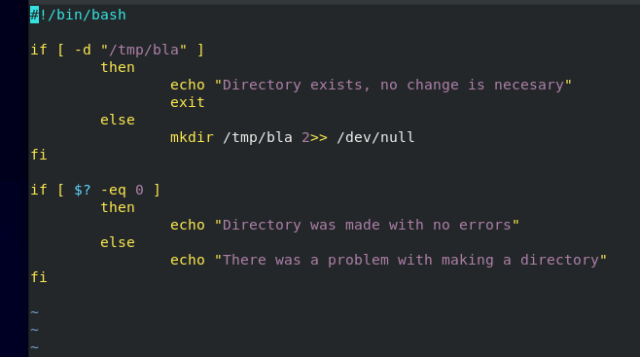 #!/bin/bash

if [ -d "/tmp/bla" ]
        then
                echo "Directory exists, no change is necesary"
                exit
        else
                mkdir /tmp/bla 2>> /dev/null
fi

if [ $? -eq 0 ]
        then
                echo "Directory was made with no errors"
        else
                echo "There was a problem with making a directory"
fi

~
~
~